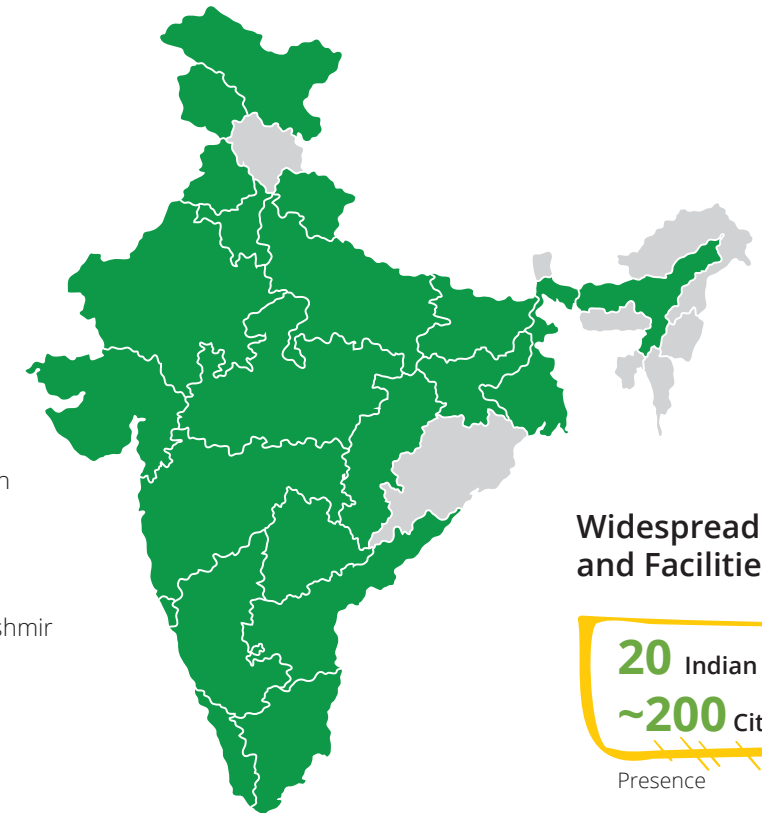 n
shmir
Widespread
and Facilitie
20 Indian
~200 Cit
Presence